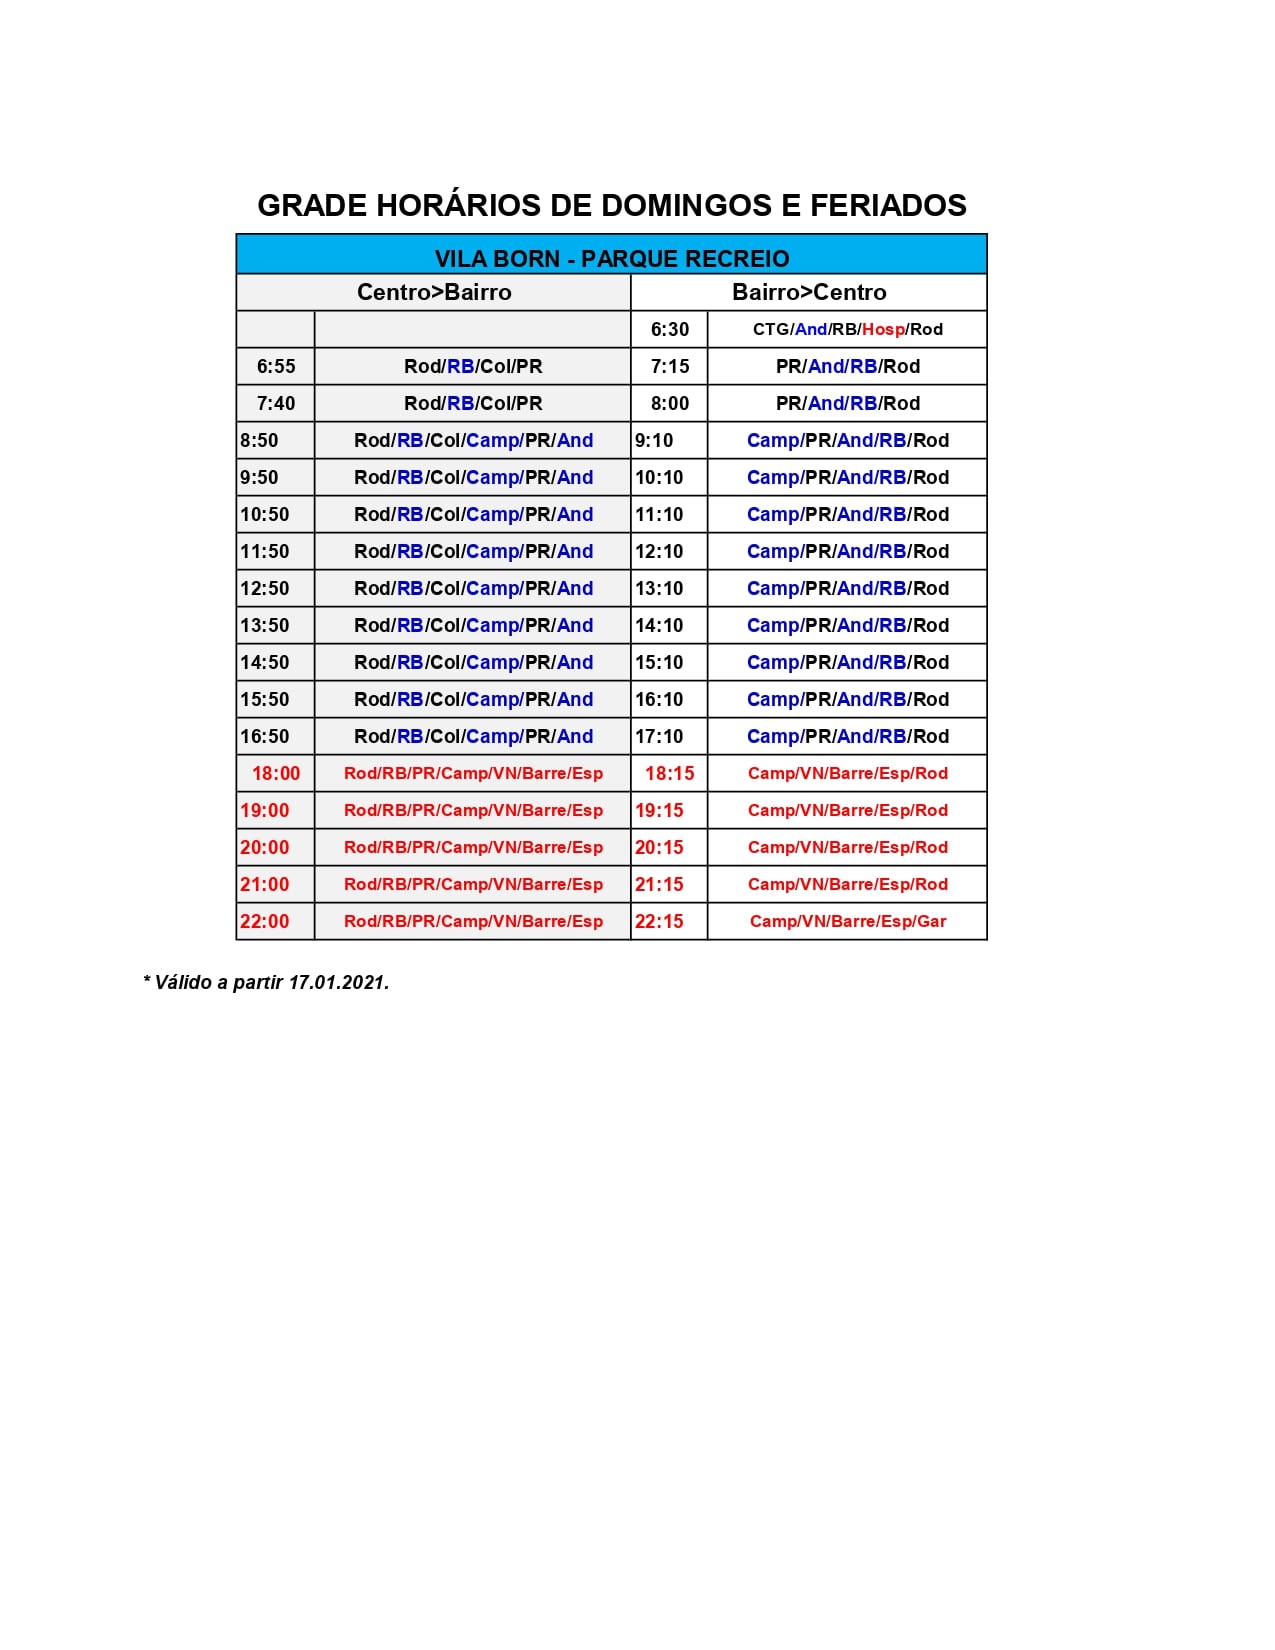 GRADE HORÁRIOS DE DOMINGOS E FERIADOS
VILA BORN - PARQUE RECREIO
Centro>Bairro Bairro>Centro
6:30 CTG/And/RB/Hosp/Rod
6:55 Rod/RB/Col/PR 7:15 PR/And/RB/Rod
7:40 Rod/RB/Col/PR 8:00 PR/And/RB/Rod
8:50 Rod/RB/Col/Camp/PR/And 9:10 Camp/PR/And/RB/Rod
9:50 Rod/RB/Col/Camp/PR/And 10:10 Camp/PR/And/RB/Rod
10:50 Rod/RB/Col/Camp/PR/And 11:10 Camp/PR/And/RB/Rod
11:50 Rod/RB/Col/Camp/PR/And 12:10 Camp/PR/And/RB/Rod
12:50 Rod/RB/Col/Camp/PR/And 13:10 Camp/PR/And/RB/Rod
13:50 Rod/RB/Col/Camp/PR/And 14:10 Camp/PR/And/RB/Rod
14:50 Rod/RB/Col/Camp/PR/And 15:10 Camp/PR/And/RB/Rod
15:50 Rod/RB/Col/Camp/PR/And 16:10 Camp/PR/And/RB/Rod
16:50 Rod/RB/Col/Camp/PR/And 17:10 Camp/PR/And/RB/Rod
18:00 Rod/RB/PR/Camp/VN/Barre/Esp 18:15 Camp/VN/Barre/Esp/Rod
19:00 Rod/RB/PR/Camp/VN/Barre/Esp 19:15 Camp/VN/Barre/Esp/Rod
20:00 Rod/RB/PR/Camp/VN/Barre/Esp 20:15 Camp/VN/Barre/Esp/Rod
21:00 Rod/RB/PR/Camp/VN/Barre/Esp 21:15 Camp/VN/Barre/Esp/Rod
22:00 Rod/RB/PR/Camp/VN/Barre/Esp 22:15 Camp/VN/Barre/Esp/Gar
* Válido a partir 17.01.2021.